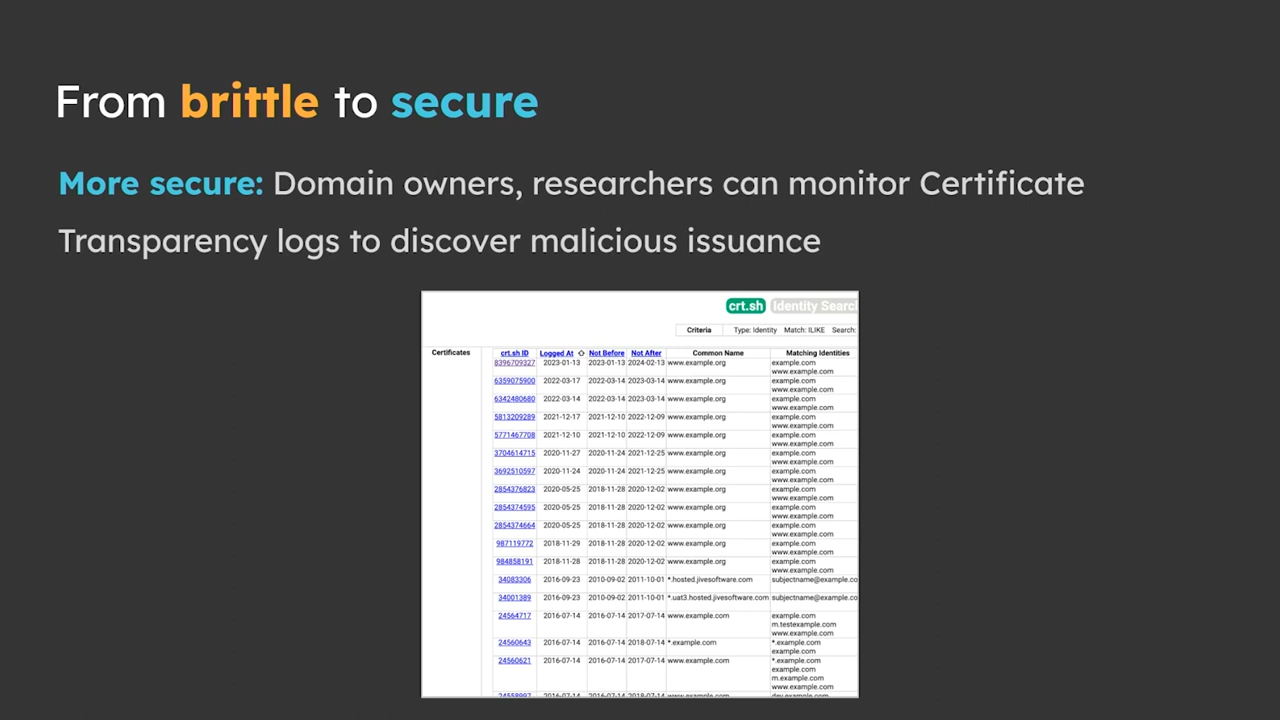 From brittle to secure
More secure: Domain owners, researchers can monitor Certificate
Transparency logs to discover malicious issuance
crt.sh Identity Searc
Criteria Type: Identity Match: ILIKE Search:
Certificates crt.sh ID Logged At ⇧ Not Before Not After Common Name Matching Identities
8396709327 2023-01-13 2023-01-13 2024-02-13 www.example.org example.com
www.example.com
6359075900 2022-03-17 2022-03-14 2023-03-14 www.example.org example.com
www.example.com
6342480680 2022-03-14 2022-03-14 2023-03-14 www.example.org example.com
www.example.com
5813209289 2021-12-17 2021-12-10 2022-12-09 www.example.org example.com
www.example.com
5771467708 2021-12-10 2021-12-10 2022-12-09 www.example.org example.com
www.example.com
3704614715 2020-11-27 2020-11-24 2021-12-25 www.example.org example.com
www.example.com
3692510597 2020-11-24 2020-11-24 2021-12-25 www.example.org example.com
www.example.com
2854376823 2020-05-25 2018-11-28 2020-12-02 www.example.org example.com
www.example.com
2854374595 2020-05-25 2018-11-28 2020-12-02 www.example.org example.com
www.example.com
2854374664 2020-05-25 2018-11-28 2020-12-02 www.example.org example.com
www.example.com
987119772 2018-11-29 2018-11-28 2020-12-02 www.example.org example.com
www.example.com
984858191 2018-11-28 2018-11-28 2020-12-02 www.example.org example.com
www.example.com
34083306 2016-09-23 2010-09-02 2011-10-01 *.hosted.jivesoftware.com subjectname@example.co
34001389 2016-09-23 2010-09-02 2011-10-01 *.uat3.hosted.jivesoftware.com subjectname@example.co
24564717 2016-07-14 2016-07-14 2017-07-14 www.example.com example.com
m.testexample.com
www.example.com
24560643 2016-07-14 2016-07-14 2018-07-14 *.example.com *.example.com
example.com
24560621 2016-07-14 2016-07-14 2017-07-14 www.example.com *.example.com
example.com
m.example.com
www.example.com
24558997 2016-07-14 2016-07-14 2018-07-14 www.example.com dev.example.com